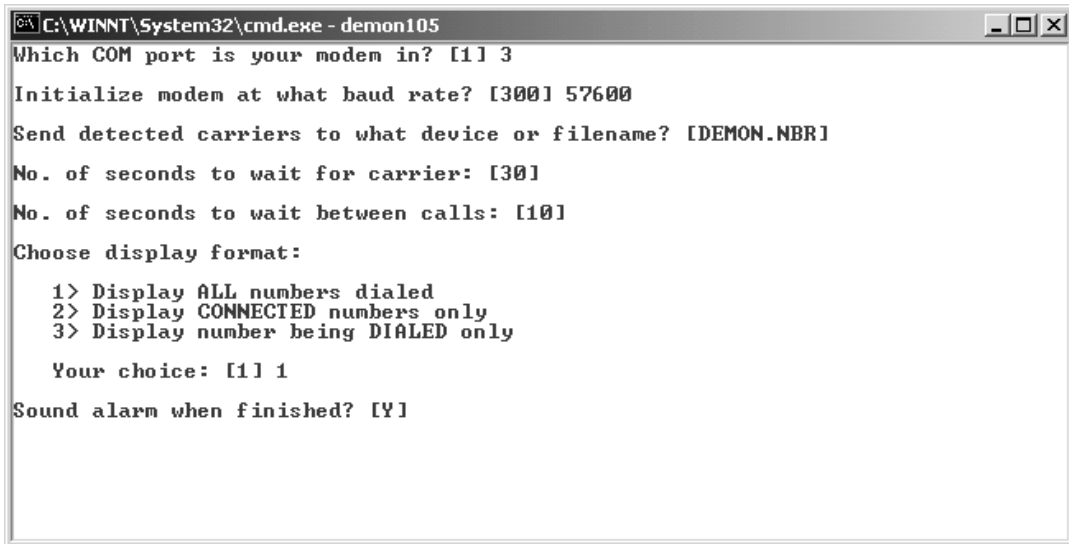 C:\WINNT\System32\cmd.exe - demon105
Which COM port is your modem in? [1] 3
Initialize modem at what baud rate? [300] 57600
Send detected carriers to what device or filename? [DEMON.NBR]
No. of seconds to wait for carrier: [30]
No. of seconds to wait between calls: [10]
Choose display format:
1> Display ALL numbers dialed
2> Display CONNECTED numbers only
3> Display number being DIALED only
Your choice: [1] 1
Sound alarm when finished? [Y]